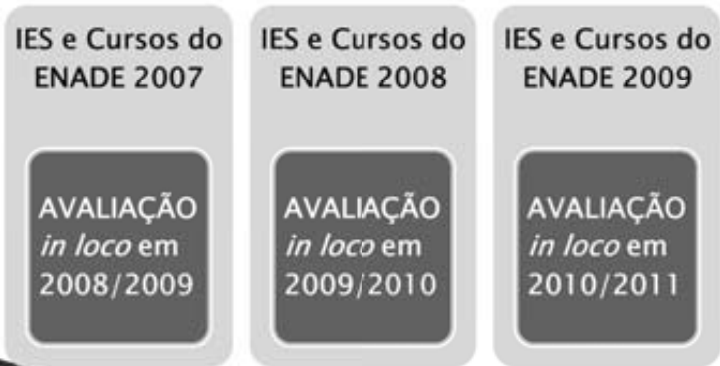 IES e Cursos do
ENADE 2007
AVALIAÇÃO
in loco em
2008/2009
IES e Cursos do
ENADE 2008
AVALIAÇÃO
in loco em
2009/2010
IES e Cursos do
ENADE 2009
AVALIAÇÃO
in loco em
2010/2011